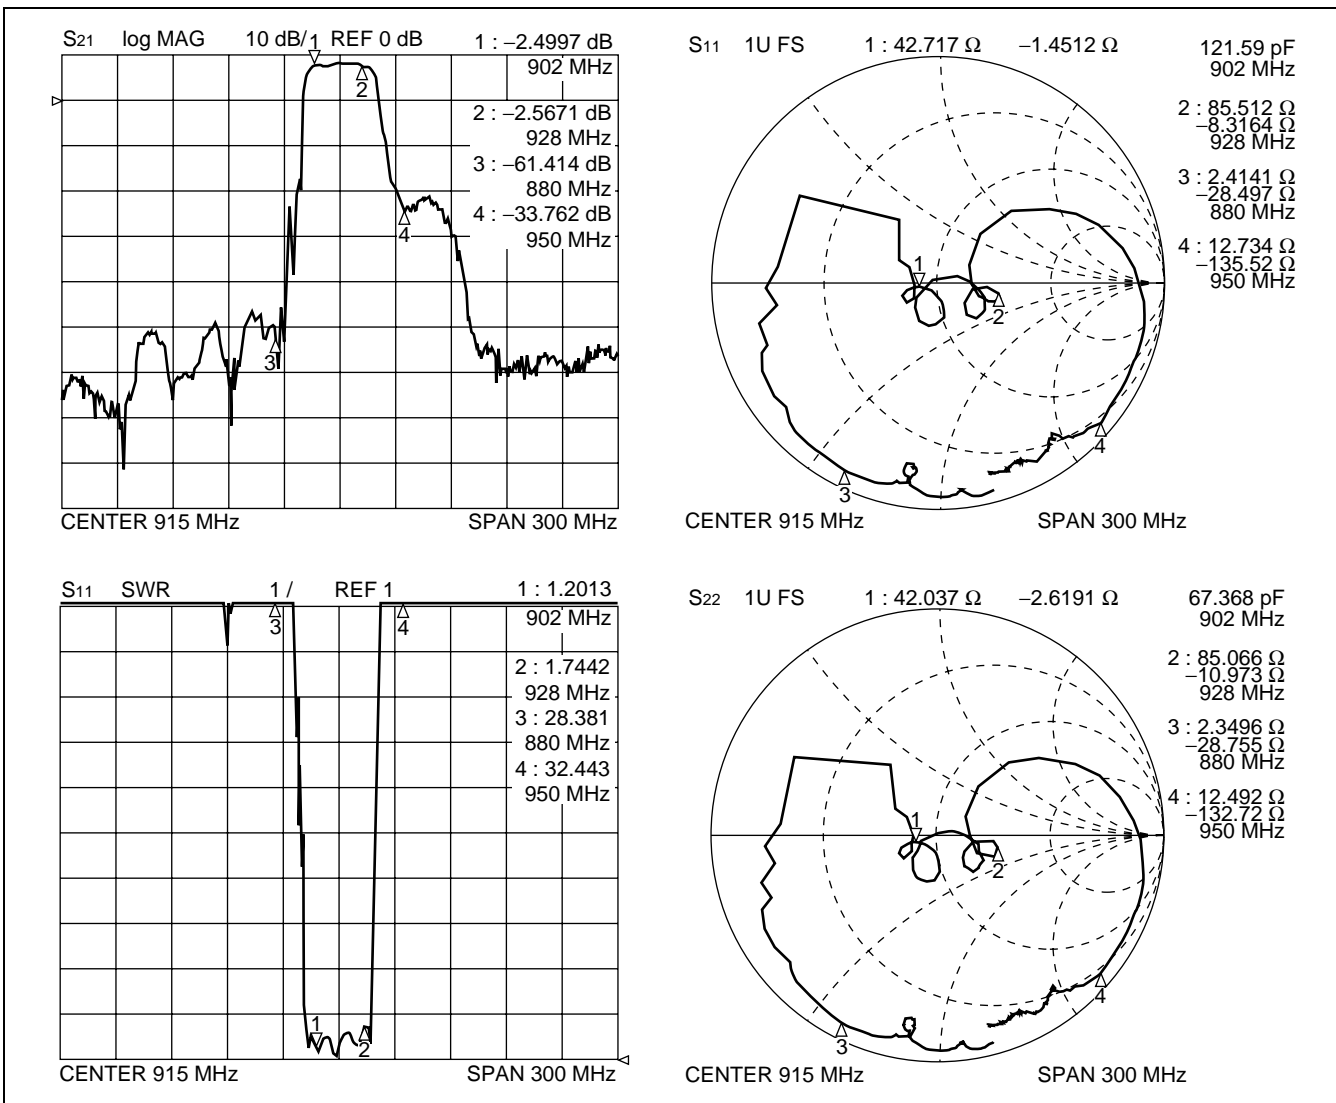 S21 log MAG 10 dB/ 1 REF 0 dB 1 : –2.4997 dB
902 MHz
2
2 : –2.5671 dB
928 MHz
3 : –61.414 dB
880 MHz
4 : –33.762 dB
950 MHz
4
3
CENTER 915 MHz SPAN 300 MHz
S11 1U FS 1 : 42.717 Ω –1.4512 Ω 121.59 pF
902 MHz
2 : 85.512 Ω
–8.3164 Ω
928 MHz
3 : 2.4141 Ω
–28.497 Ω
880 MHz
4 : 12.734 Ω
–135.52 Ω
950 MHz
1
2
4
3
CENTER 915 MHz SPAN 300 MHz
S11 SWR 1 / REF 1 1 : 1.2013
902 MHz
3
4
2 : 1.7442
928 MHz
3 : 28.381
880 MHz
4 : 32.443
950 MHz
1
2
CENTER 915 MHz SPAN 300 MHz
S22 1U FS 1 : 42.037 Ω –2.6191 Ω 67.368 pF
902 MHz
2 : 85.066 Ω
–10.973 Ω
928 MHz
3 : 2.3496 Ω
–28.755 Ω
880 MHz
4 : 12.492 Ω
–132.72 Ω
950 MHz
1
2
4
3
CENTER 915 MHz SPAN 300 MHz